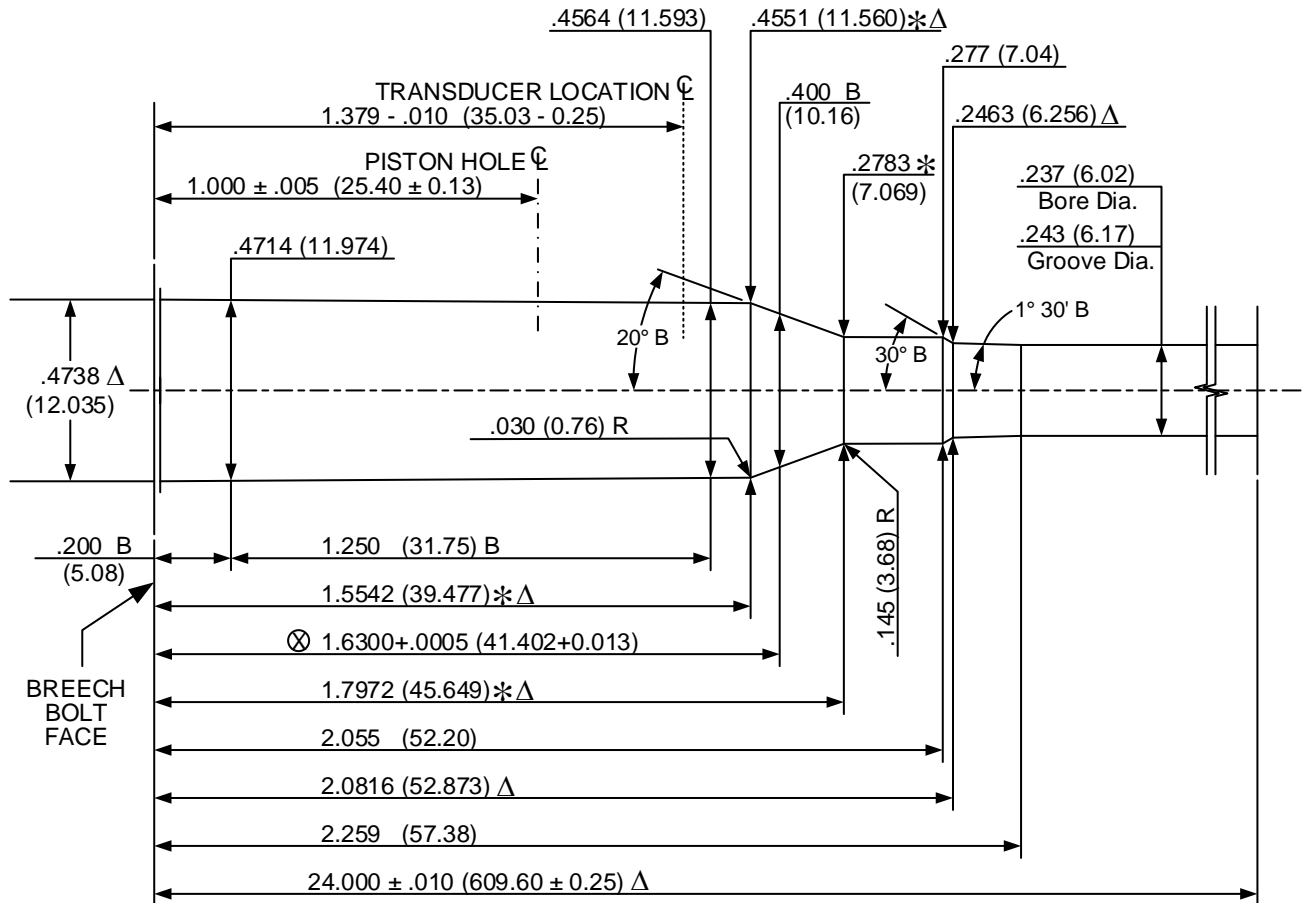 .4564 (11.593)
.4551 (11.560)✻Δ
.277 (7.04)
TRANSDUCER LOCATION ℄
1.379 - .010 (35.03 - 0.25)
.400 B
(10.16)
.2463 (6.256) Δ
PISTON HOLE ℄
1.000 ± .005 (25.40 ± 0.13)
.2783 ✻
(7.069)
.237 (6.02)
Bore Dia.
.243 (6.17)
Groove Dia.
.4714 (11.974)
1° 30' B
20° B
30° B
.4738 Δ
(12.035)
.030 (0.76) R
.145 (3.68) R
.200 B
(5.08)
1.250 (31.75) B
1.5542 (39.477)✻Δ
⊗ 1.6300+.0005 (41.402+0.013)
BREECH
BOLT
FACE
1.7972 (45.649)✻Δ
2.055 (52.20)
2.0816 (52.873) Δ
2.259 (57.38)
24.000 ± .010 (609.60 ± 0.25) Δ